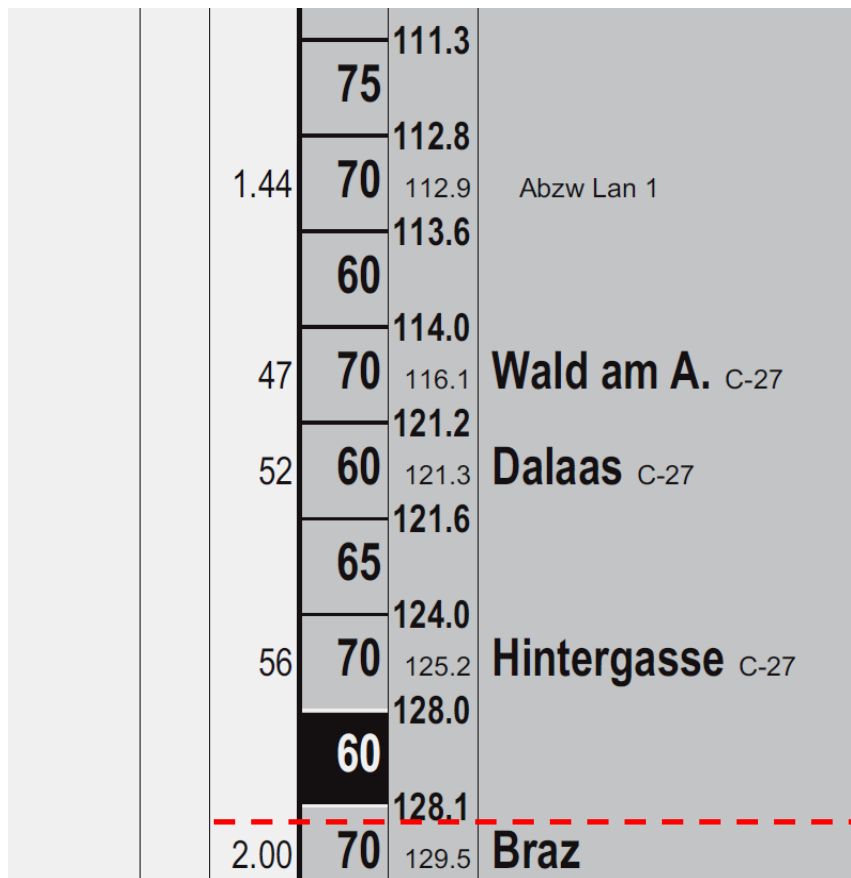 111.3
75
112.8
1.44 70 112.9 Abzw Lan 1
113.6
60
114.0
47 70 116.1 Wald am A. C-27
121.2
52 60 121.3 Dalaas C-27
121.6
65
124.0
56 70 125.2 Hintergasse C-27
128.0
60
128.1
2.00 70 129.5 Braz